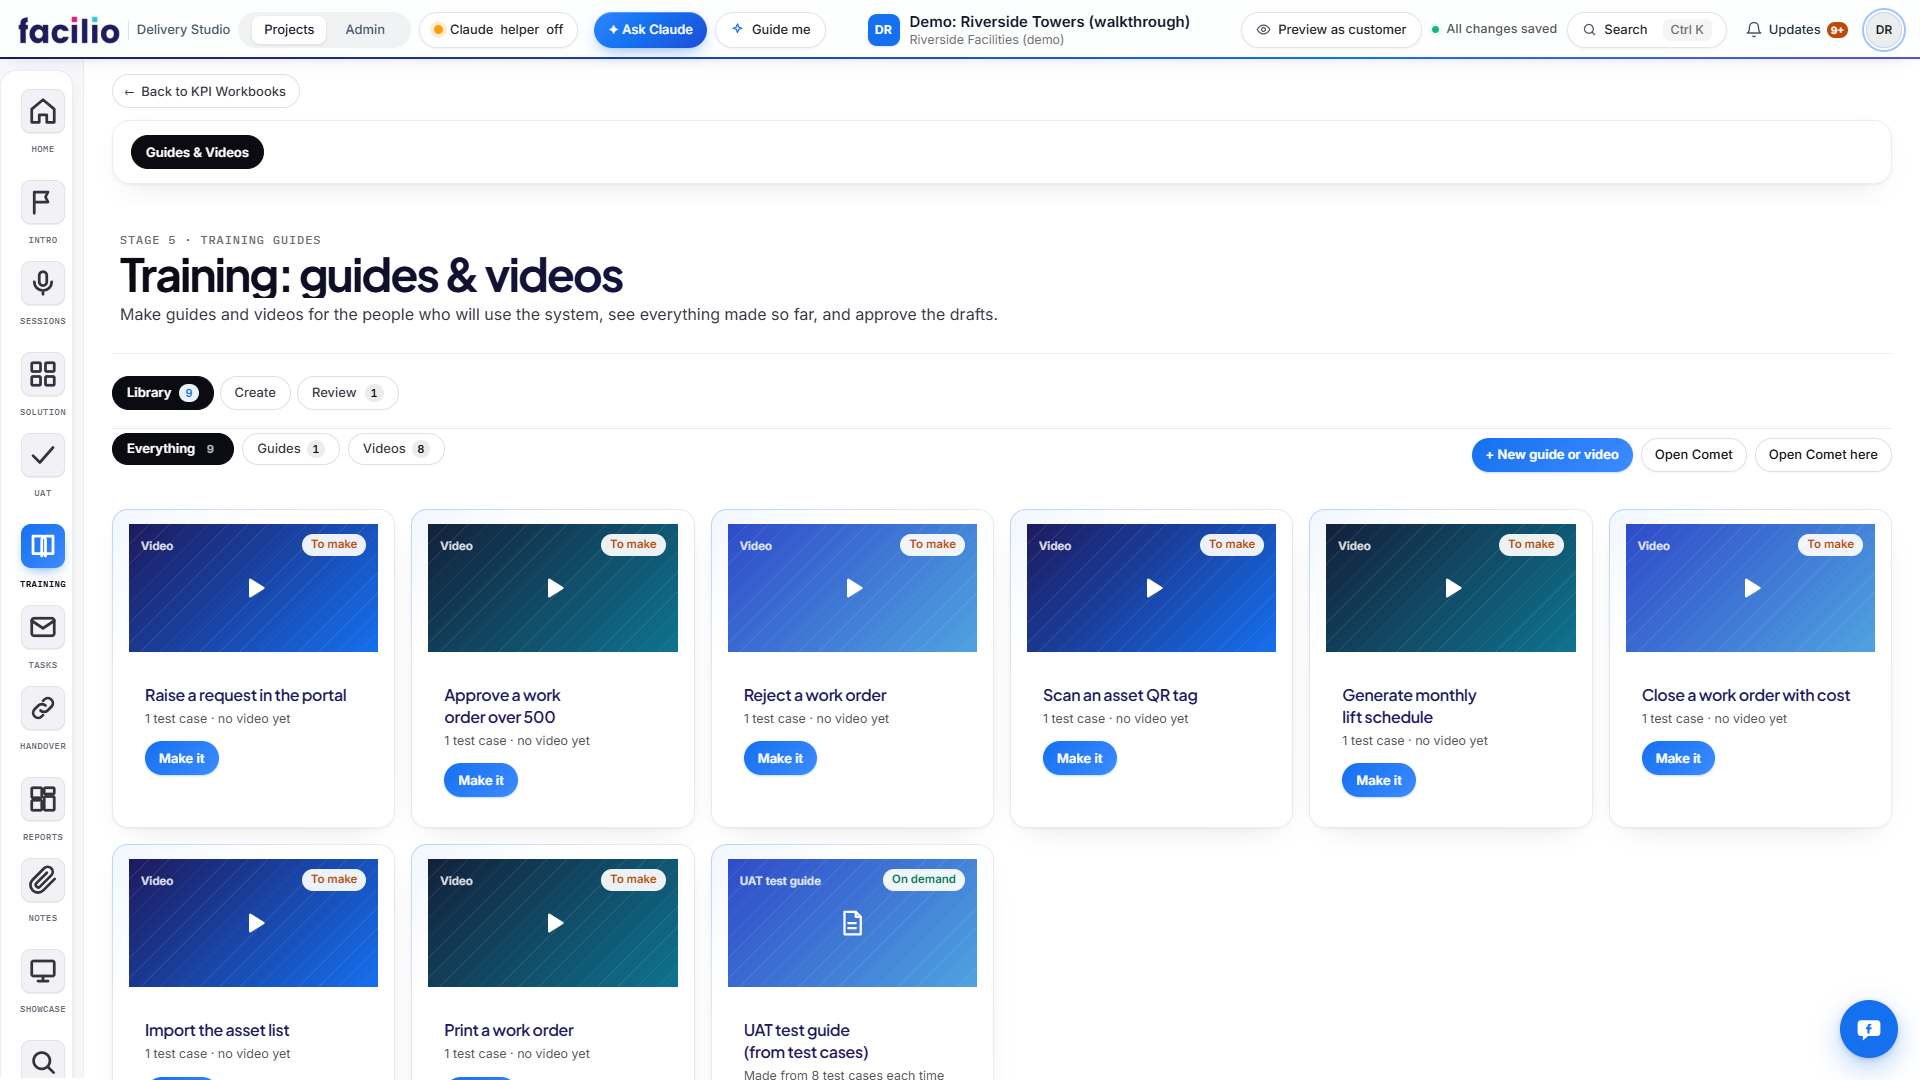 facilio
Delivery Studio
Projects
Admin
Claude helper off
Ask Claude
Guide me
DR
Demo: Riverside Towers (walkthrough)
Riverside Facilities (demo)
Preview as customer
All changes saved
Search
Ctrl K
Updates
9+
DR
← Back to KPI Workbooks
HOME
INTRO
SESSIONS
SOLUTION
UAT
TRAINING
TASKS
HANDOVER
REPORTS
NOTES
SHOWCASE
Guides & Videos
STAGE 5 · TRAINING GUIDES
Training: guides & videos
Make guides and videos for the people who will use the system, see everything made so far, and approve the drafts.
Library 9
Create
Review 1
Everything 9
Guides 1
Videos 8
+ New guide or video
Open Comet
Open Comet here
Video
To make
Raise a request in the portal
1 test case · no video yet
Make it
Video
To make
Approve a work
order over 500
1 test case · no video yet
Make it
Video
To make
Reject a work order
1 test case · no video yet
Make it
Video
To make
Scan an asset QR tag
1 test case · no video yet
Make it
Video
To make
Generate monthly
lift schedule
1 test case · no video yet
Make it
Video
To make
Close a work order with cost
1 test case · no video yet
Make it
Video
To make
Import the asset list
1 test case · no video yet
Video
To make
Print a work order
1 test case · no video yet
UAT test guide
On demand
UAT test guide
(from test cases)
Made from 8 test cases each time